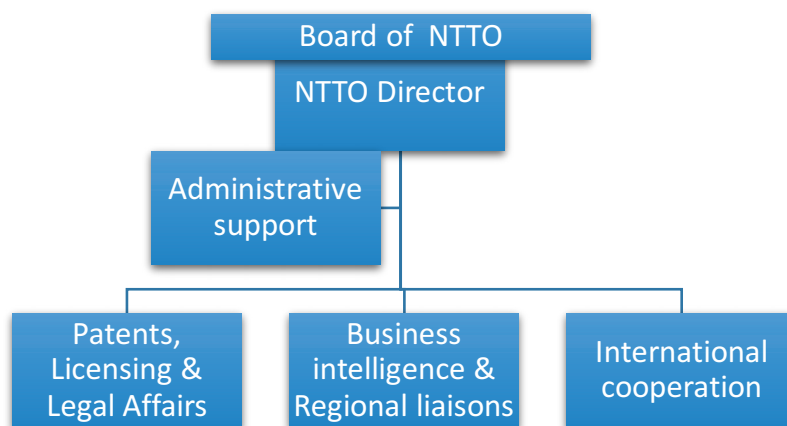 Board of NTTO
NTTO Director
Administrative
support
Patents,
Licensing &
Legal Affairs
Business
intelligence &
Regional liaisons
International
cooperation